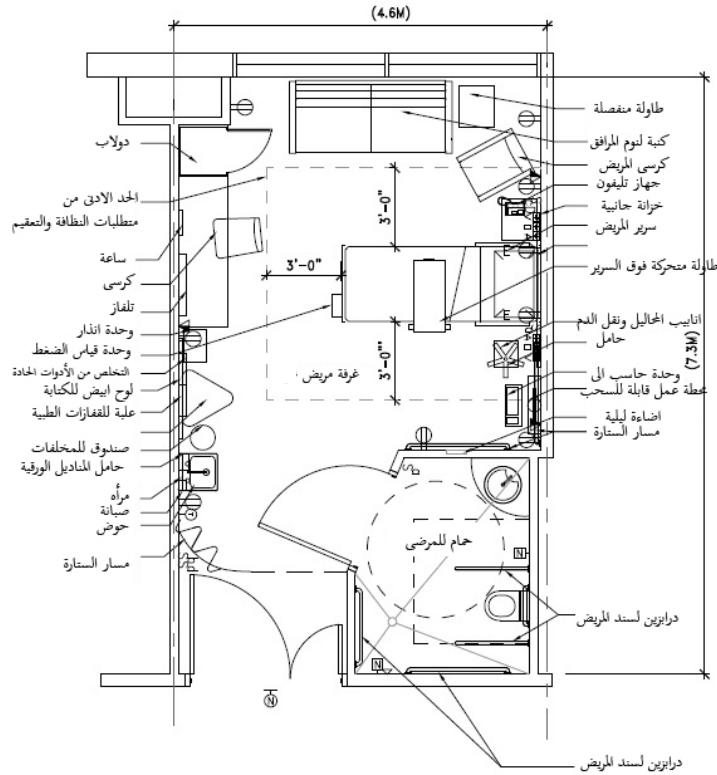 (4.6M)
(7.3M)
طاولة منفصلة
كنبة لنوم المرافق
كرسى المريض
جهاز تليفون
خزانة جانبية
سرير المريض
طاولة متحركة فوق السرير
انابيب المحاليل ونقل الدم
حامل
وحدة حاسب الى
محطة عمل قابلة للسحب
اضاءة ليلية
مسار الستارة
درابزين لسند المريض
درابزين لسند المريض
دولاب
الحد الادنى من
متطلبات النظافة والتعقيم
ساعة
كرسى
تلفاز
وحدة انذار
وحدة قياس الضغط
التخلص من الأدوات الحادة
لوح ابيض للكتابة
علبة للقفازات الطبية
صندوق للمخلفات
حامل المناديل الورقية
مرأه
صبانة
حوض
مسار الستارة
3'-0"
3'-0"
3'-0"
غرفة مريض
حمام للمرضى
E
E
N
N
N